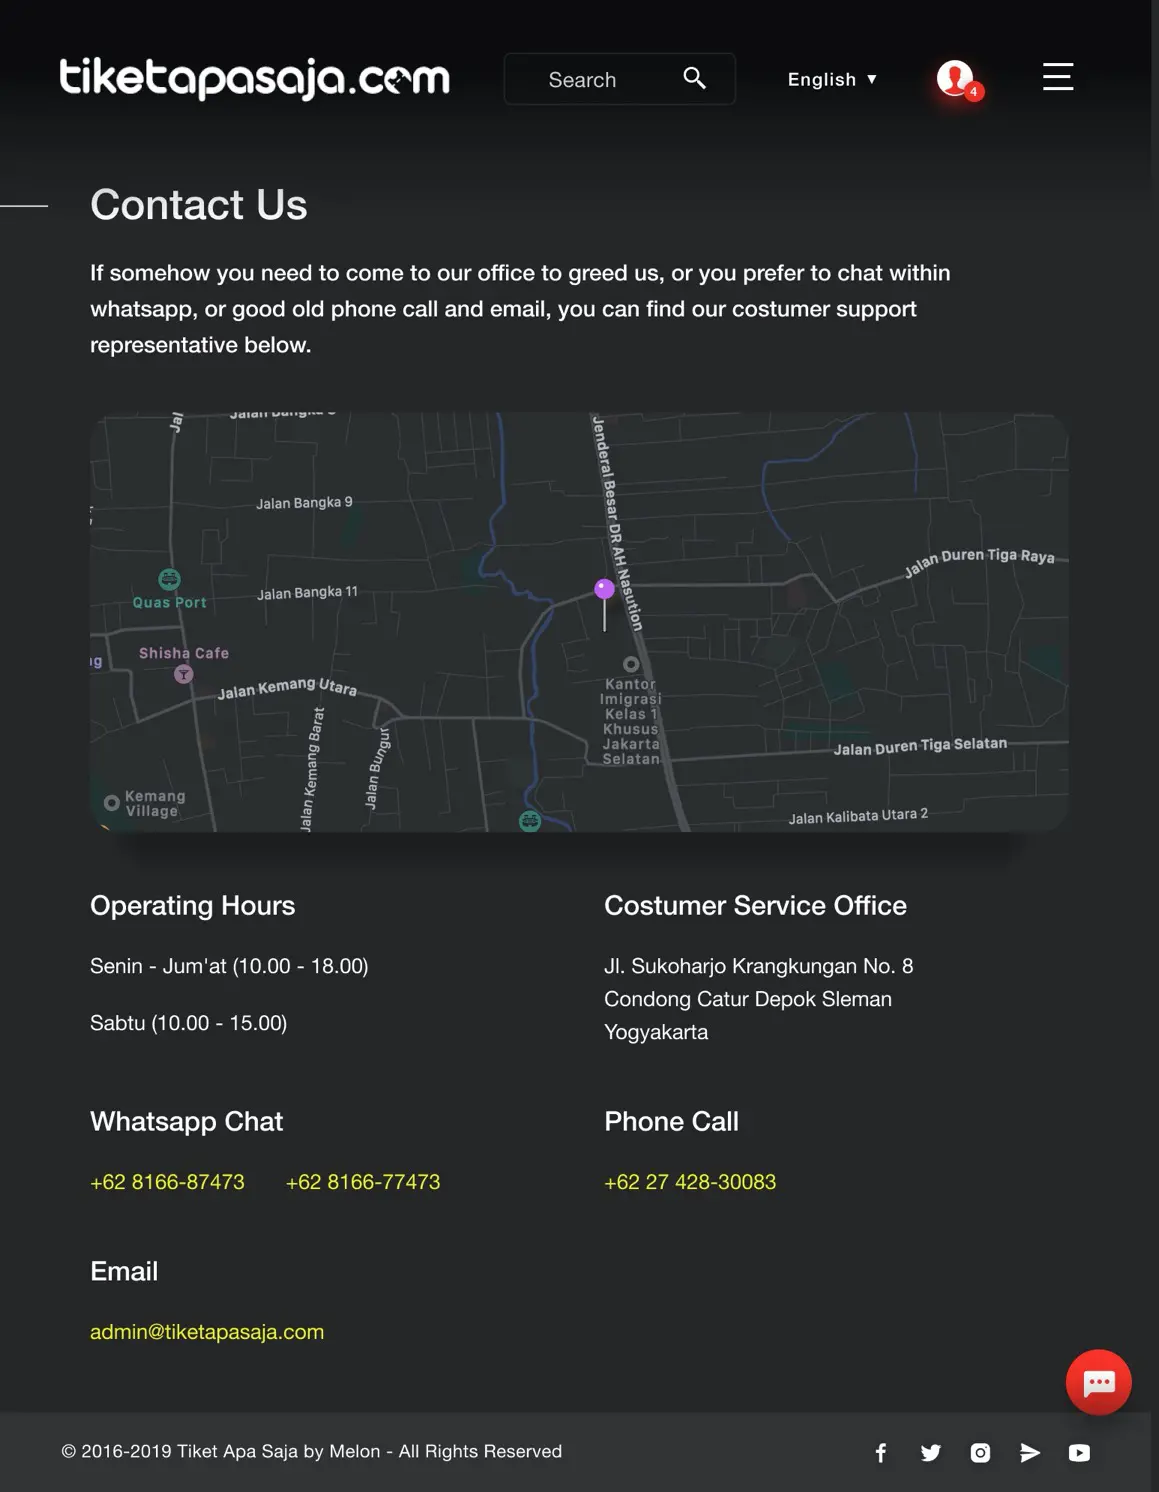 tiketapasaja.com
Search
English ▼
4
Contact Us
If somehow you need to come to our office to greed us, or you prefer to chat within
whatsapp, or good old phone call and email, you can find our costumer support
representative below.
Jalan Bangka 9
Jenderal Besar DR AH Nasution
Jalan Duren Tiga Raya
Jalan Bangka 11
Quas Port
Shisha Cafe
Jalan Kemang Utara
Kantor
Imigrasi
Kelas 1
Khusus
Jakarta
Selatan
Jalan Kemang Barat
Jalan Bungur
Jalan Duren Tiga Selatan
Kemang
Village
Jalan Kalibata Utara 2
Operating Hours
Senin - Jum'at (10.00 - 18.00)
Sabtu (10.00 - 15.00)
Costumer Service Office
Jl. Sukoharjo Krangkungan No. 8
Condong Catur Depok Sleman
Yogyakarta
Whatsapp Chat
+62 8166-87473 +62 8166-77473
Phone Call
+62 27 428-30083
Email
admin@tiketapasaja.com
© 2016-2019 Tiket Apa Saja by Melon - All Rights Reserved